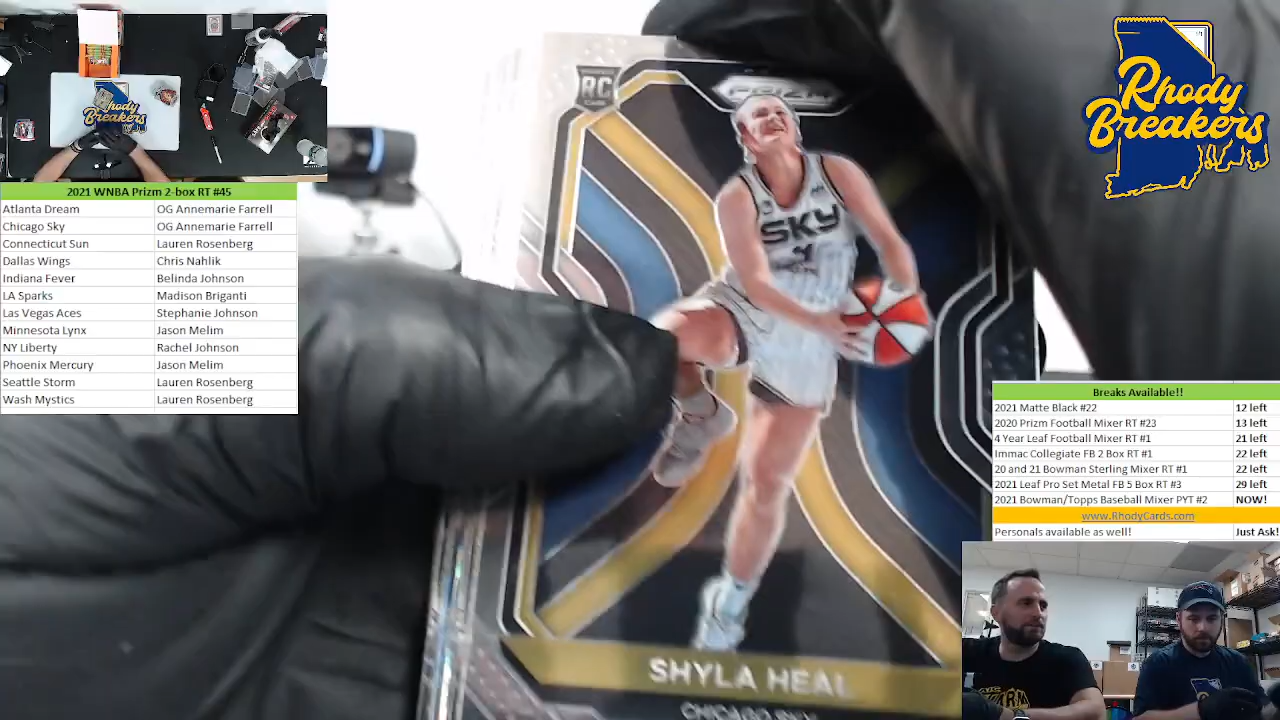 2021 WNBA Prizm 2-box RT #45
Atlanta Dream OG Annemarie Farrell
Chicago Sky OG Annemarie Farrell
Connecticut Sun Lauren Rosenberg
Dallas Wings Chris Nahlik
Indiana Fever Belinda Johnson
LA Sparks Madison Briganti
Las Vegas Aces Stephanie Johnson
Minnesota Lynx Jason Melim
NY Liberty Rachel Johnson
Phoenix Mercury Jason Melim
Seattle Storm Lauren Rosenberg
Wash Mystics Lauren Rosenberg
Rhody
Breakers
RC
PRIZM
SKY
4
SHYLA HEAL
CHICAGO SKY
Rhody
Breakers
Breaks Available!!
2021 Matte Black #22 12 left
2020 Prizm Football Mixer RT #23 13 left
4 Year Leaf Football Mixer RT #1 21 left
Immac Collegiate FB 2 Box RT #1 22 left
20 and 21 Bowman Sterling Mixer RT #1 22 left
2021 Leaf Pro Set Metal FB 5 Box RT #3 29 left
2021 Bowman/Topps Baseball Mixer PYT #2 NOW!
www.RhodyCards.com
Personals available as well! Just Ask!